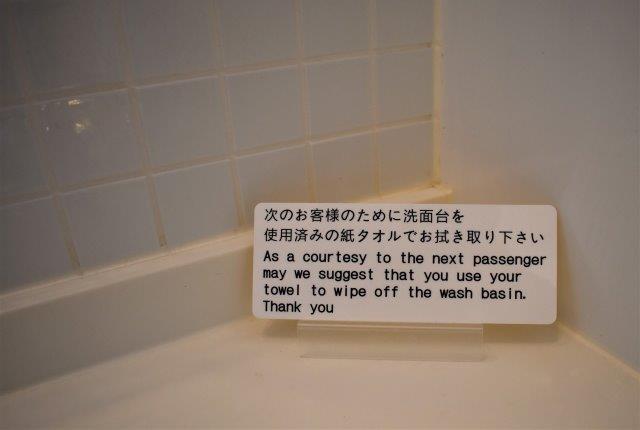 次のお客様のために洗面台を
使用済みの紙タオルでお拭き取り下さい
As a courtesy to the next passenger
may we suggest that you use your
towel to wipe off the wash basin.
Thank you